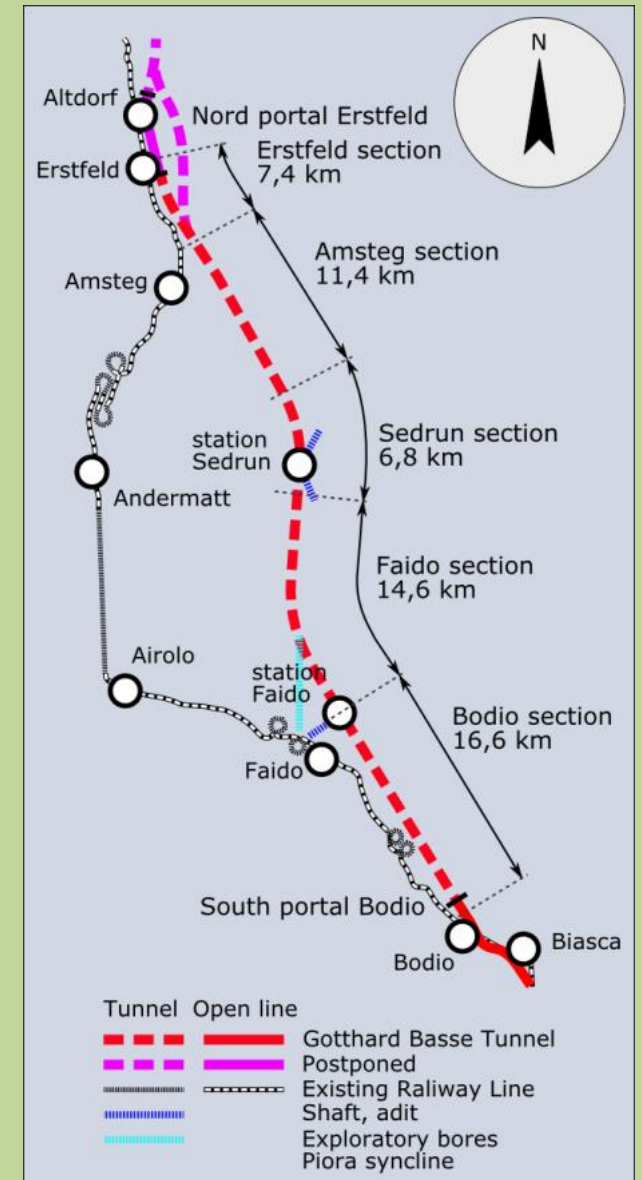 N
Altdorf
Nord portal Erstfeld
Erstfeld section
7,4 km
Erstfeld
Amsteg section
11,4 km
Amsteg
station
Sedrun
Sedrun section
6,8 km
Andermatt
Faido section
14,6 km
Airolo
station
Faido
Bodio section
16,6 km
Faido
South portal Bodio
Bodio
Biasca
Tunnel Open line
Gotthard Basse Tunnel
Postponed
Existing Raliway Line
Shaft, adit
Exploratory bores
Piora syncline